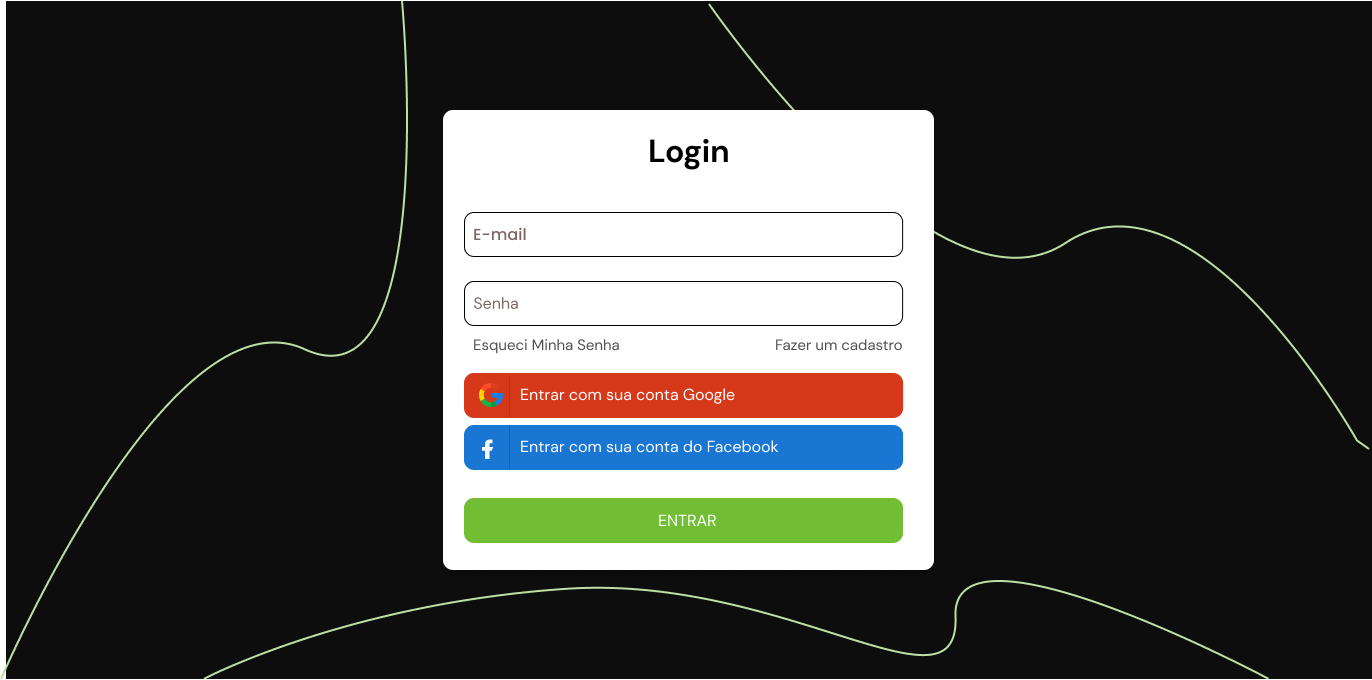 Login
E-mail
Senha
Esqueci Minha Senha
Fazer um cadastro
Entrar com sua conta Google
Entrar com sua conta do Facebook
ENTRAR